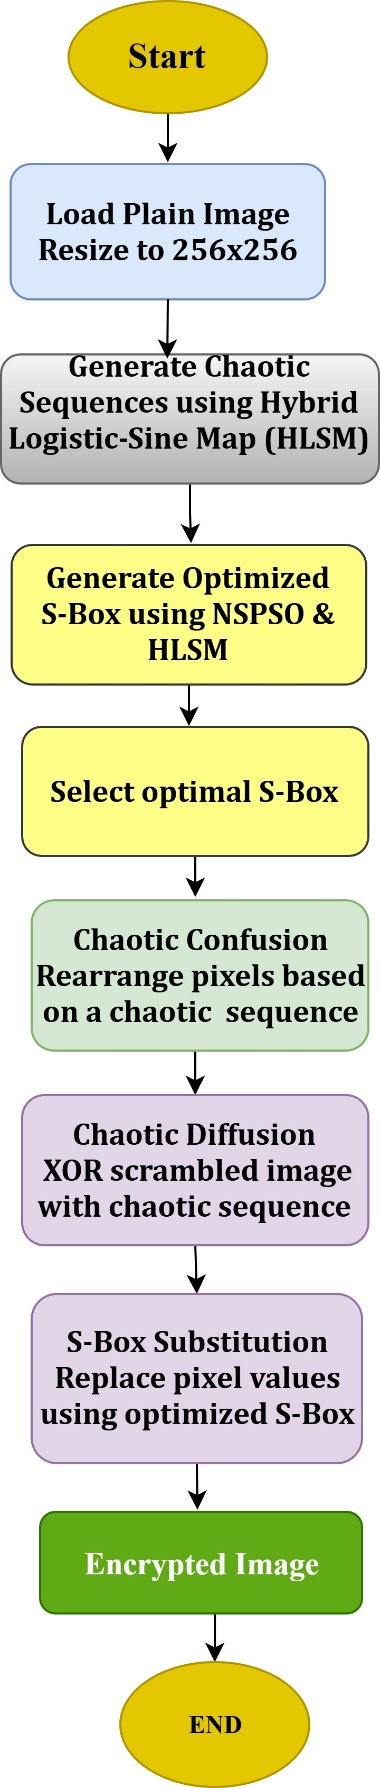 Start
Load Plain Image
Resize to 256x256
Generate Chaotic
Sequences using Hybrid
Logistic-Sine Map (HLSM)
Generate Optimized
S-Box using NSPSO &
HLSM
Select optimal S-Box
Chaotic Confusion
Rearrange pixels based
on a chaotic sequence
Chaotic Diffusion
XOR scrambled image
with chaotic sequence
S-Box Substitution
Replace pixel values
using optimized S-Box
Encrypted Image
END